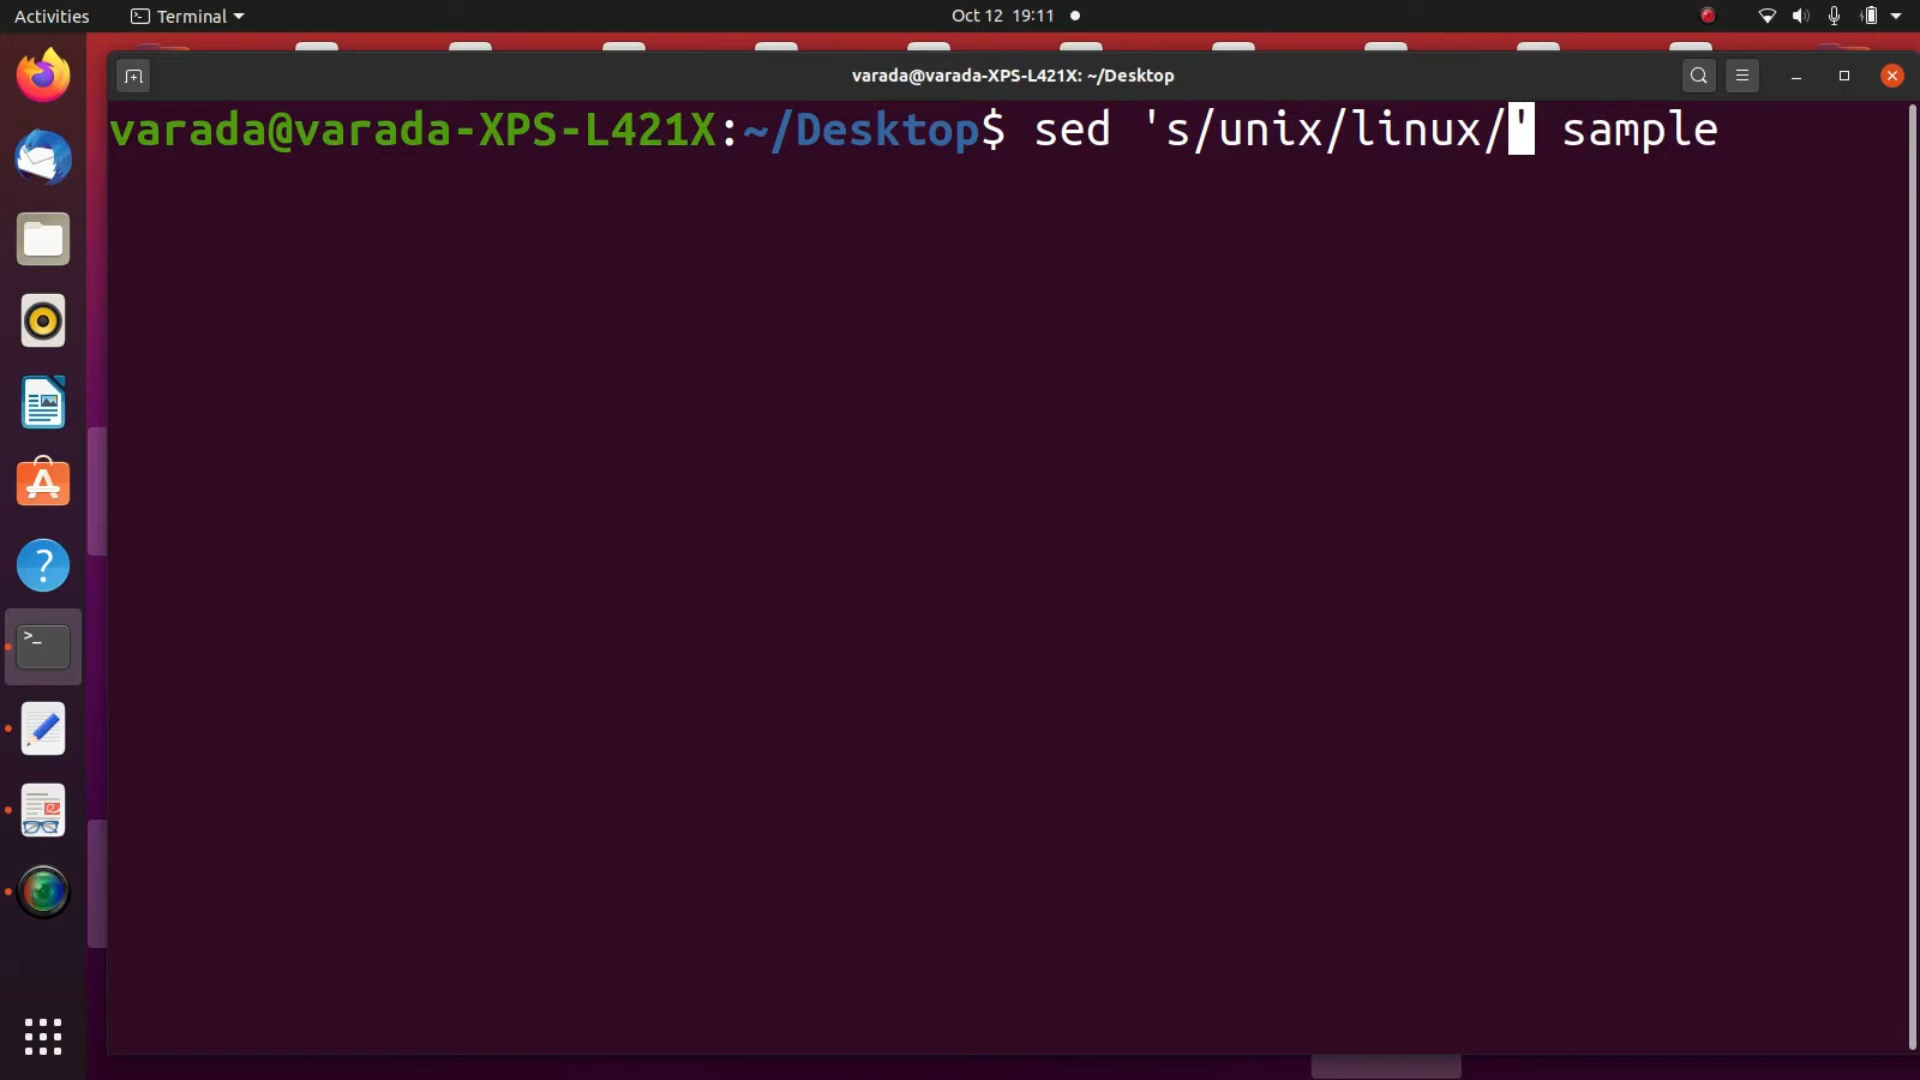 Activities Terminal Oct 12 19:11
varada@varada-XPS-L421X: ~/Desktop
varada@varada-XPS-L421X:~/Desktop$ sed 's/unix/linux/' sample